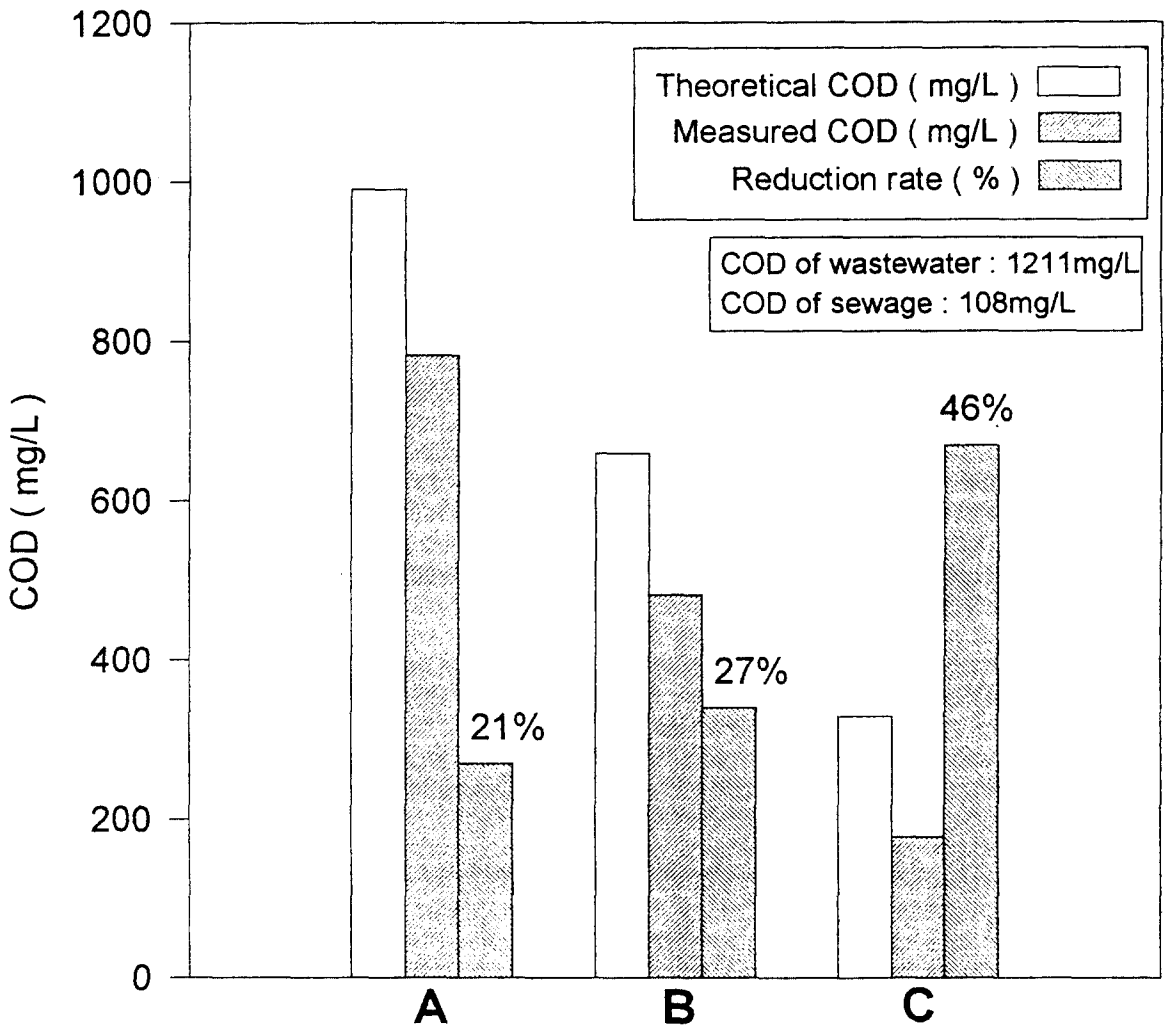 1200
1000
800
600
400
200
0
COD ( mg/L )
Theoretical COD ( mg/L )
Measured COD ( mg/L )
Reduction rate ( % )
COD of wastewater : 1211mg/L
COD of sewage : 108mg/L
21%
27%
46%
A
B
C